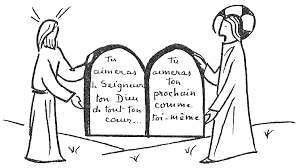 Tu
aimeras
le Seigneur
ton Dieu
de tout ton
cœur...
Tu
aimeras
ton
prochain
comme
toi-même